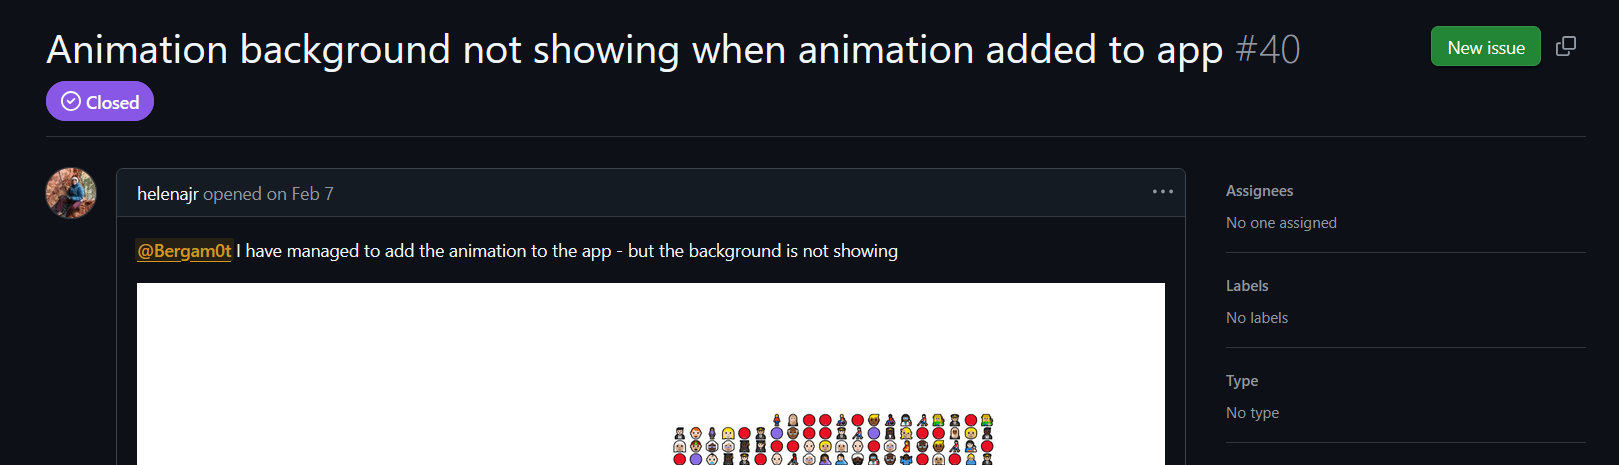 Animation background not showing when animation added to app #40
New issue
Closed
helenajr opened on Feb 7
@Bergam0t I have managed to add the animation to the app - but the background is not showing
Assignees
No one assigned
Labels
No labels
Type
No type